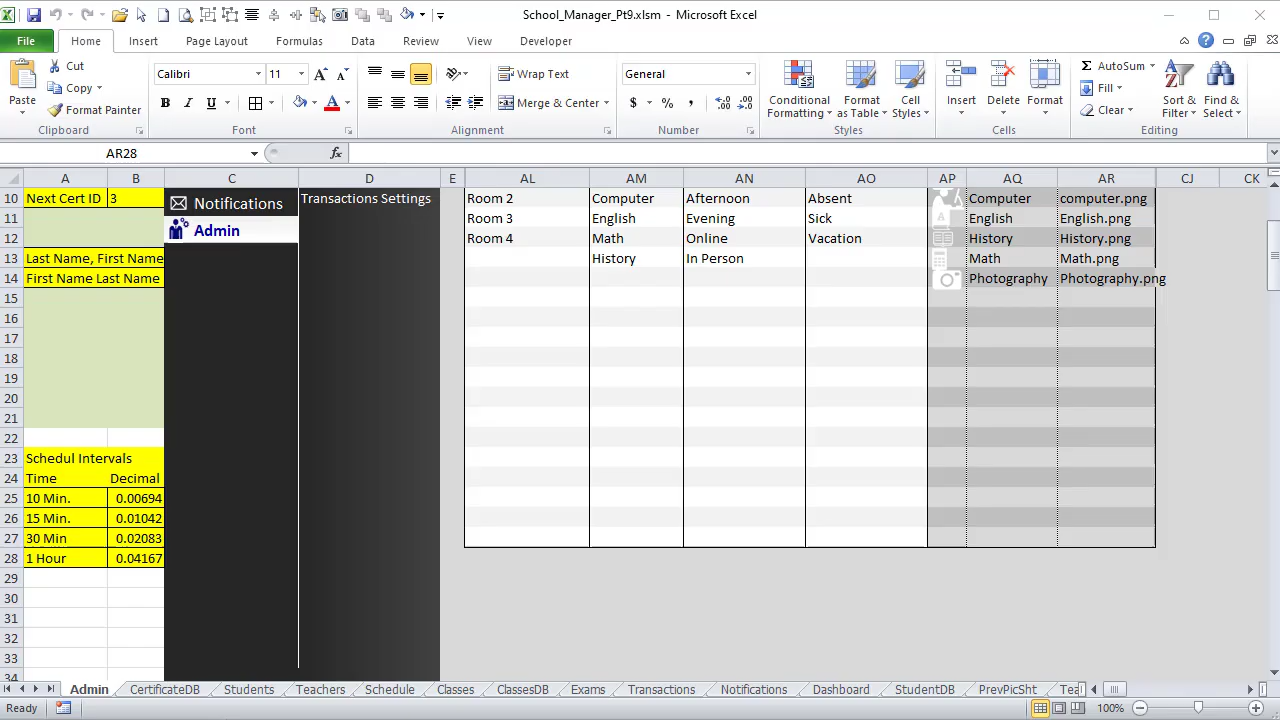 School_Manager_Pt9.xlsm - Microsoft Excel
File Home Insert Page Layout Formulas Data Review View Developer
Paste Cut Copy Format Painter Clipboard
Calibri 11 B I U Font
Wrap Text Merge & Center Alignment
General $ % , Number
Conditional Formatting Format as Table Cell Styles Styles
Insert Delete Format Cells
AutoSum Fill Clear Sort & Filter Find & Select Editing
AR28 fx
A B C D E AL AM AN AO AP AQ AR CJ CK
10 Next Cert ID 3 Notifications Transactions Settings Room 2 Computer Afternoon Absent Computer computer.png
11 Admin Room 3 English Evening Sick English English.png
12 Room 4 Math Online Vacation History History.png
13 Last Name, First Name History In Person Math Math.png
14 First Name Last Name Photography Photography.png
15
16
17
18
19
20
21
22
23 Schedul Intervals
24 Time Decimal
25 10 Min. 0.00694
26 15 Min. 0.01042
27 30 Min 0.02083
28 1 Hour 0.04167
29
30
31
32
33
34
Admin CertificateDB Students Teachers Schedule Classes ClassesDB Exams Transactions Notifications Dashboard StudentDB PrevPicSht Tea
Ready 100%